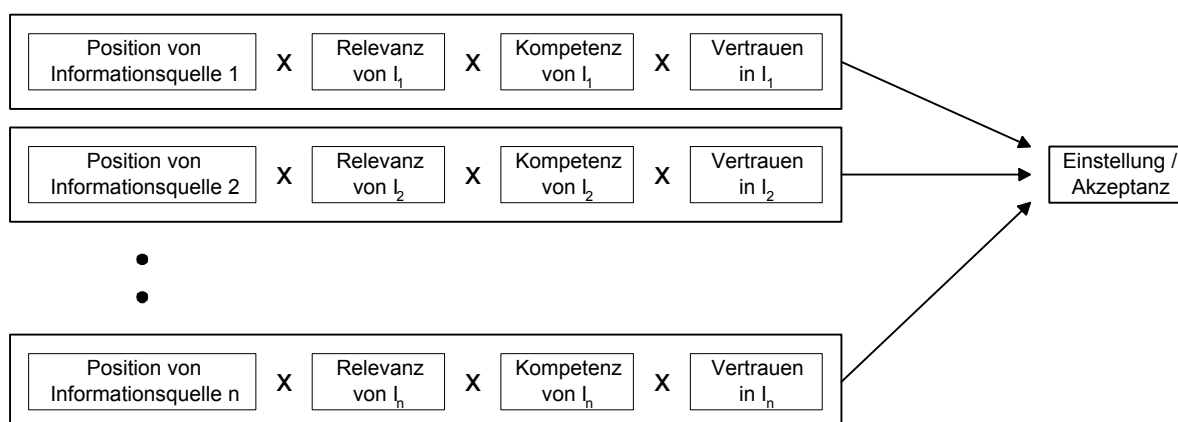 Position von
Informationsquelle 1
X
Relevanz
von I1
X
Kompetenz
von I1
X
Vertrauen
in I1
Position von
Informationsquelle 2
X
Relevanz
von I2
X
Kompetenz
von I2
X
Vertrauen
in I2
Einstellung /
Akzeptanz
Position von
Informationsquelle n
X
Relevanz
von In
X
Kompetenz
von In
X
Vertrauen
in In